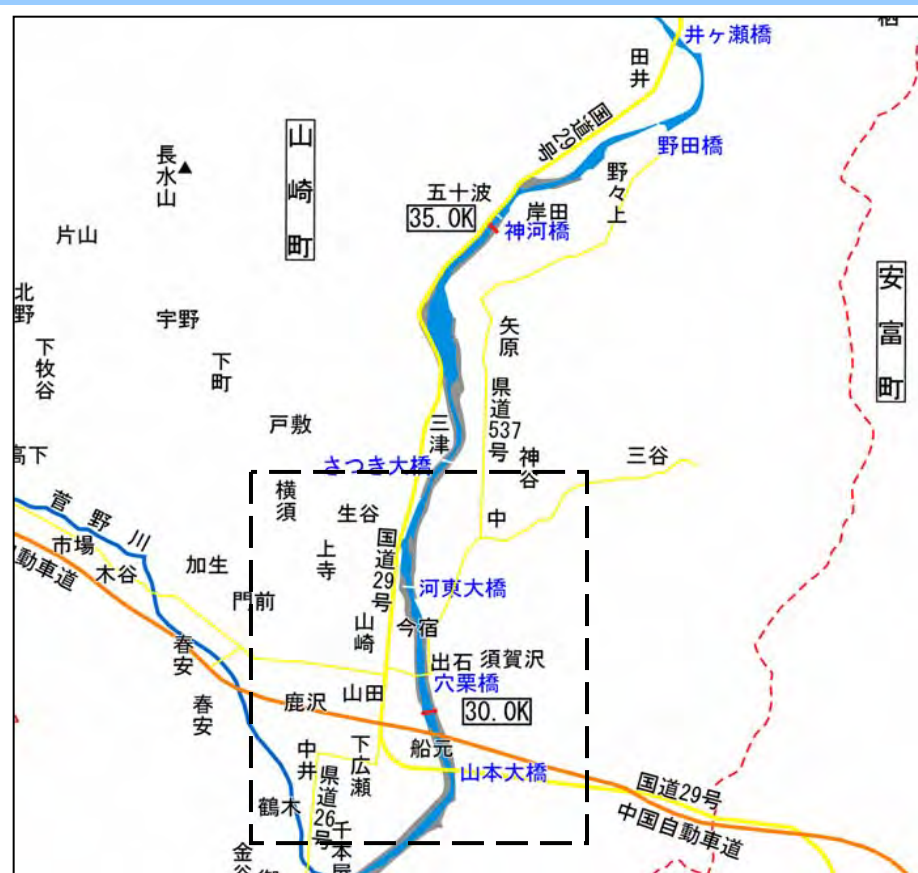 井ヶ瀬橋
田井
国道29号
野田橋
山崎町
長水山
五十波
35.0K
岸田
神河橋
野々上
片山
安富町
北野
宇野
下牧谷
下町
矢原
県道537号
戸敷
三津
高下
さつき大橋
神谷
三谷
横須
生谷
中
菅野川
市場
自動車道
木谷
加生
上寺
国道29号
河東大橋
門前
山崎
今宿
春安
出石
須賀沢
穴栗橋
春安
鹿沢
山田
30.0K
中井
下広瀬
船元
山本大橋
県道26号
国道29号
中国自動車道
鶴木
千本屋
金谷